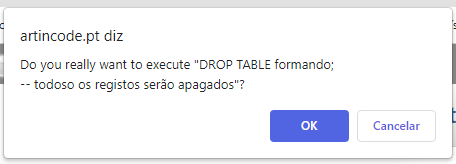 artincode.pt diz
Do you really want to execute "DROP TABLE formando;
-- todoso os registos serão apagados"?
OK
Cancelar